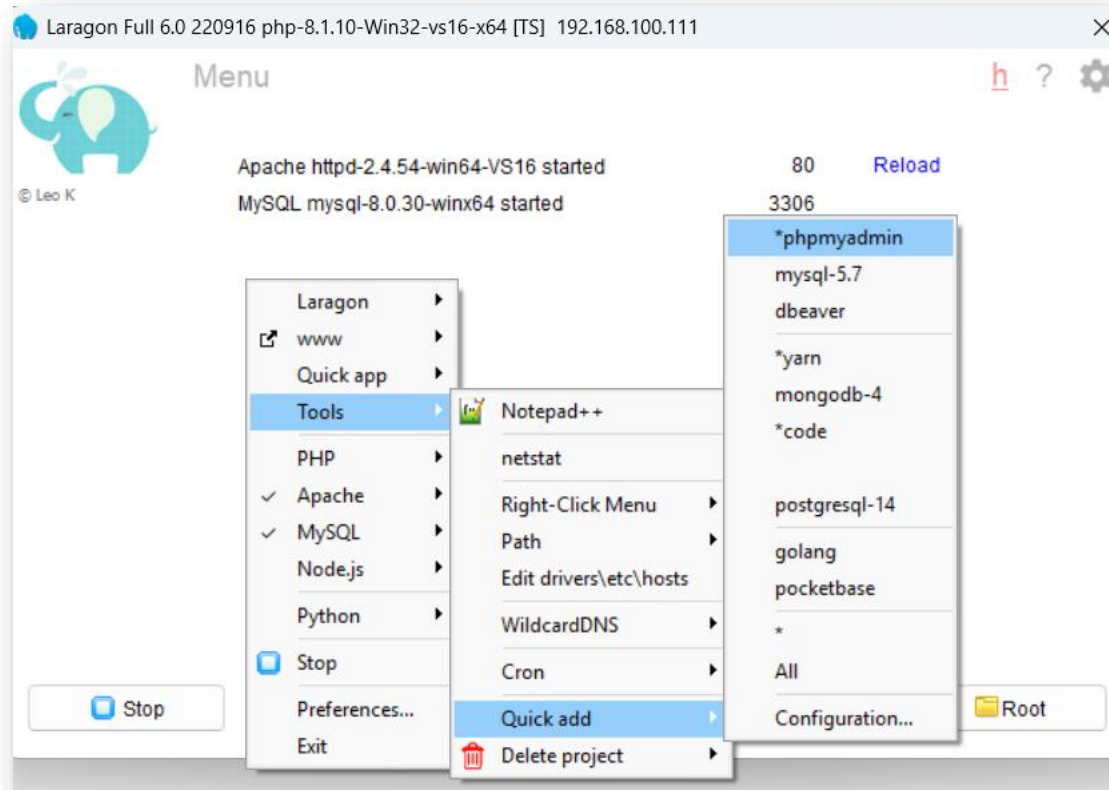 Laragon Full 6.0 220916 php-8.1.10-Win32-vs16-x64 [TS] 192.168.100.111
Menu
h ?
© Leo K
Apache httpd-2.4.54-win64-VS16 started 80 Reload
MySQL mysql-8.0.30-winx64 started 3306
Laragon
www
Quick app
Tools
PHP
Apache
MySQL
Node.js
Python
Stop
Preferences...
Exit
Notepad++
netstat
Right-Click Menu
Path
Edit drivers\etc\hosts
WildcardDNS
Cron
Quick add
Delete project
*phpmyadmin
mysql-5.7
dbeaver
*yarn
mongodb-4
*code
postgresql-14
golang
pocketbase
*
All
Configuration...
Stop
Root